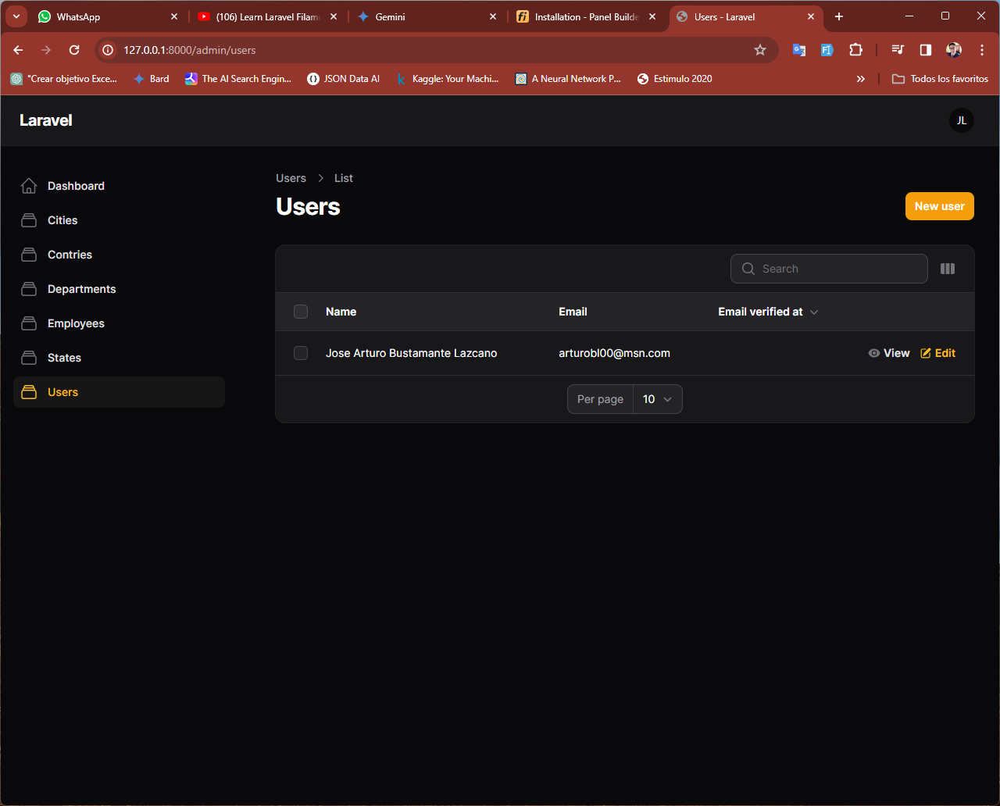 WhatsApp
(106) Learn Laravel Filam
Gemini
Installation - Panel Builde
Users - Laravel
127.0.0.1:8000/admin/users
"Crear objetivo Exce...
Bard
The AI Search Engin...
JSON Data AI
Kaggle: Your Machi...
A Neural Network P...
Estimulo 2020
Todos los favoritos
Laravel
JL
Dashboard
Cities
Contries
Departments
Employees
States
Users
Users > List
Users
New user
Search
Name Email Email verified at
Jose Arturo Bustamante Lazcano arturobl00@msn.com View Edit
Per page 10